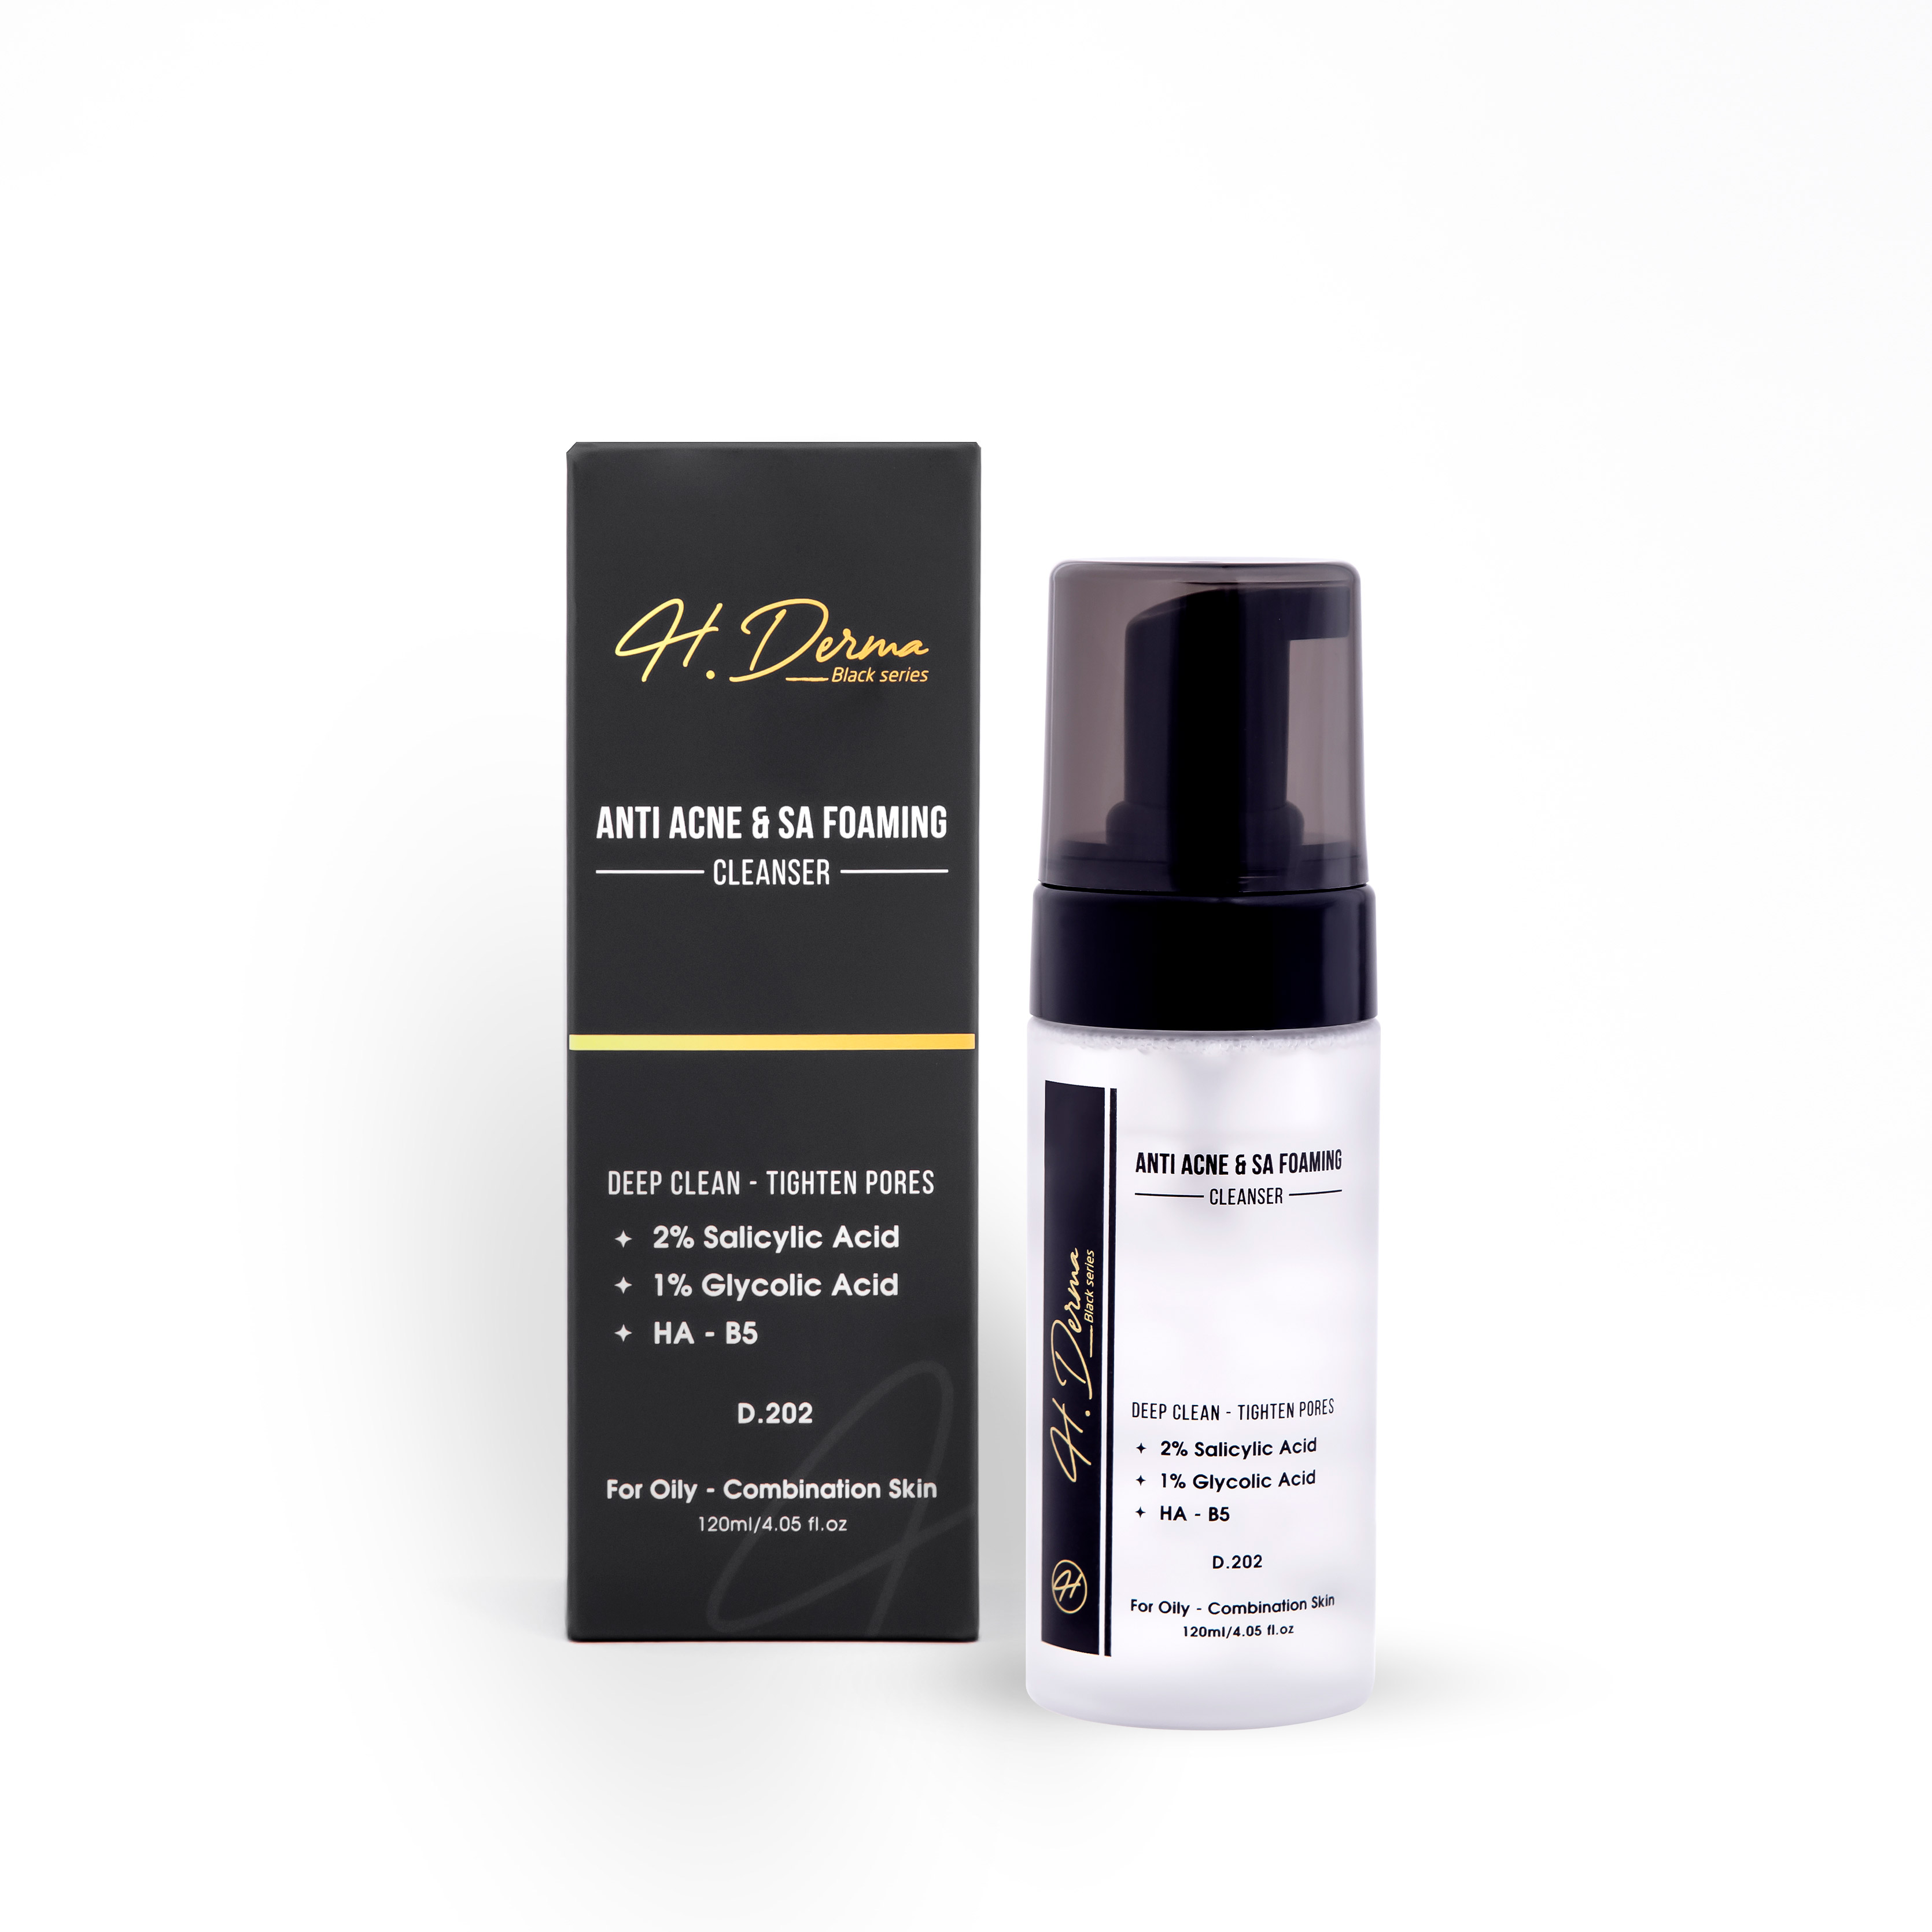 H. Derma
Black series
ANTI ACNE & SA FOAMING
CLEANSER
DEEP CLEAN - TIGHTEN PORES
2% Salicylic Acid
1% Glycolic Acid
HA - B5
D.202
For Oily - Combination Skin
120ml/4.05 fl.oz
H. Derma
Black series
H
ANTI ACNE & SA FOAMING
CLEANSER
DEEP CLEAN - TIGHTEN PORES
2% Salicylic Acid
1% Glycolic Acid
HA - B5
D.202
For Oily - Combination Skin
120ml/4.05 fl.oz